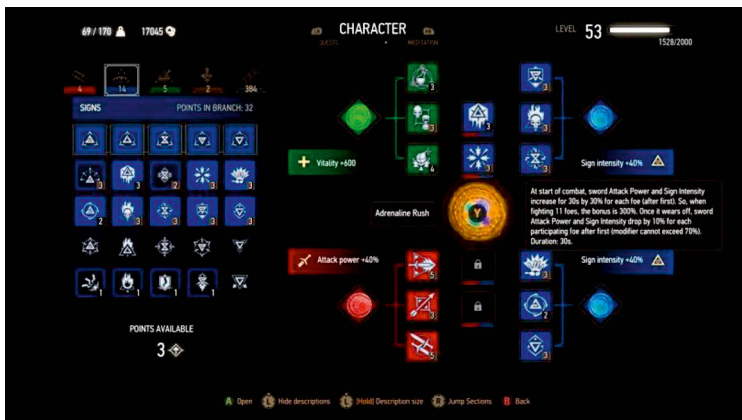 69 / 170 17045 CHARACTER LEVEL 53
QUESTS MEDITATION 1528/2000
4 14 5 2 384
SIGNS POINTS IN BRANCH: 32
3 3 2 3 3
2 3 3 3 3
1 1 1 1
POINTS AVAILABLE
3
3 3
3 3 3
4 3 3
Vitality +600 Sign intensity +40%
Adrenaline Rush Y
At start of combat, sword Attack Power and Sign Intensity
increase for 30s by 30% for each foe (after first). So, when
fighting 11 foes, the bonus is 300%. Once it wears off, sword
Attack Power and Sign Intensity drop by 10% for each
participating foe after first (modifier cannot exceed 70%).
Duration: 30s.
Attack power +40% Sign intensity +40%
5 3
3 2
5 3
A Open L Hide descriptions L (Hold) Description size R Jump Sections B Back